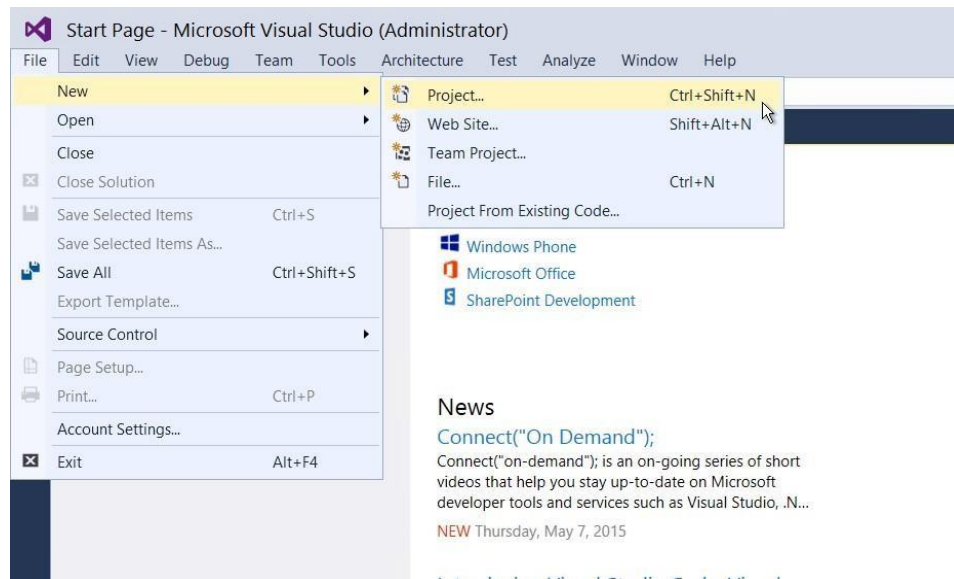 Start Page - Microsoft Visual Studio (Administrator)
File Edit View Debug Team Tools Architecture Test Analyze Window Help
New
Open
Close
Close Solution
Save Selected Items Ctrl+S
Save Selected Items As...
Save All Ctrl+Shift+S
Export Template...
Source Control
Page Setup...
Print... Ctrl+P
Account Settings...
Exit Alt+F4
Project... Ctrl+Shift+N
Web Site... Shift+Alt+N
Team Project...
File... Ctrl+N
Project From Existing Code...
Windows Phone
Microsoft Office
SharePoint Development
News
Connect("On Demand");
Connect("on-demand"); is an on-going series of short
videos that help you stay up-to-date on Microsoft
developer tools and services such as Visual Studio, .N...
NEW Thursday, May 7, 2015